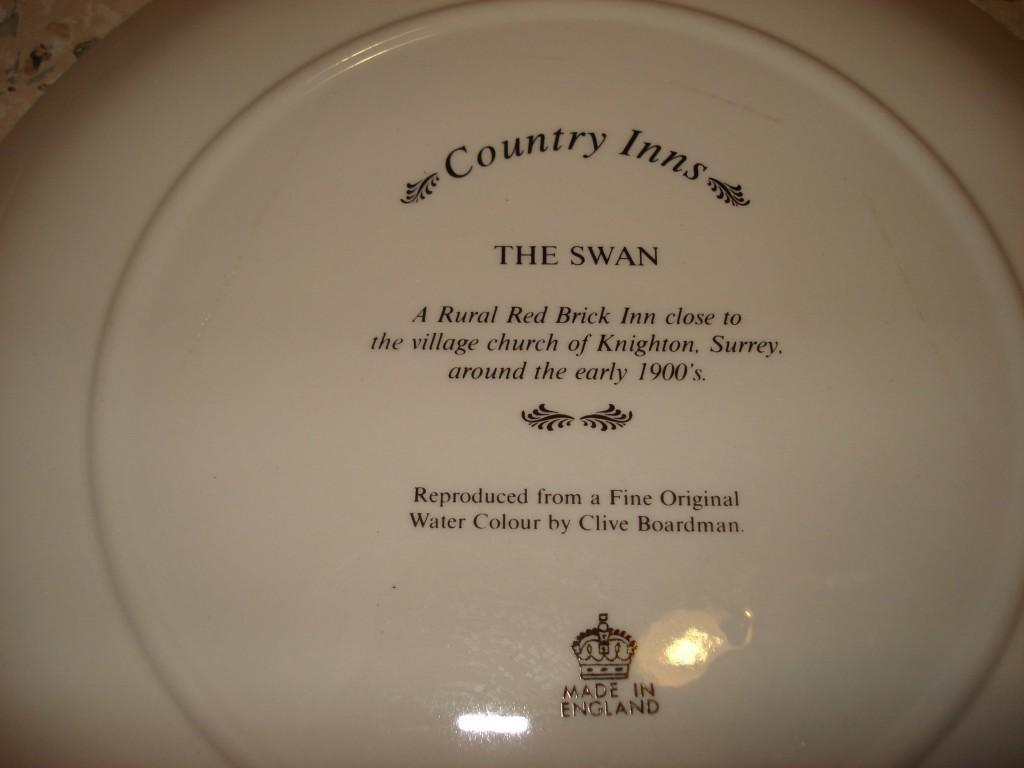 Country Inns
THE SWAN
A Rural Red Brick Inn close to
the village church of Knighton, Surrey,
around the early 1900's.
Reproduced from a Fine Original
Water Colour by Clive Boardman.
MADE IN
ENGLAND